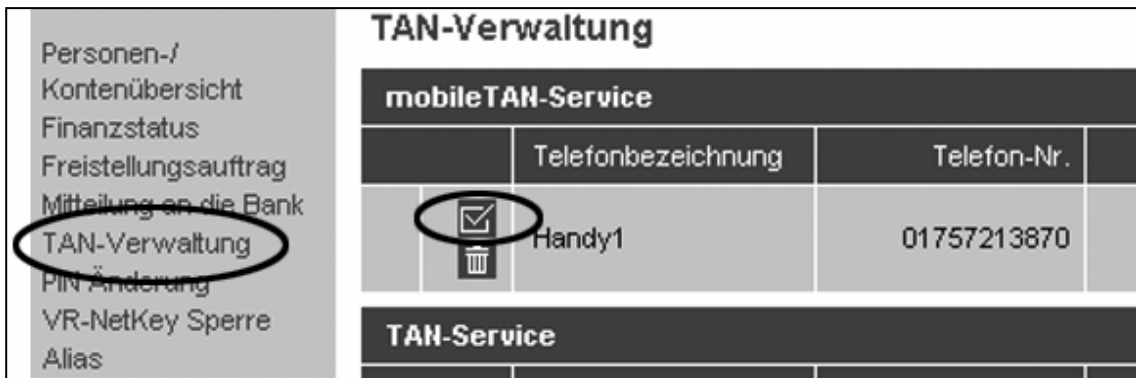 Personen-/
Kontenübersicht
Finanzstatus
Freistellungsauftrag
Mitteilung an die Bank
TAN-Verwaltung
PIN Änderung
VR-NetKey Sperre
Alias
TAN-Verwaltung
mobileTAN-Service
Telefonbezeichnung Telefon-Nr.
Handy1 01757213870
TAN-Service